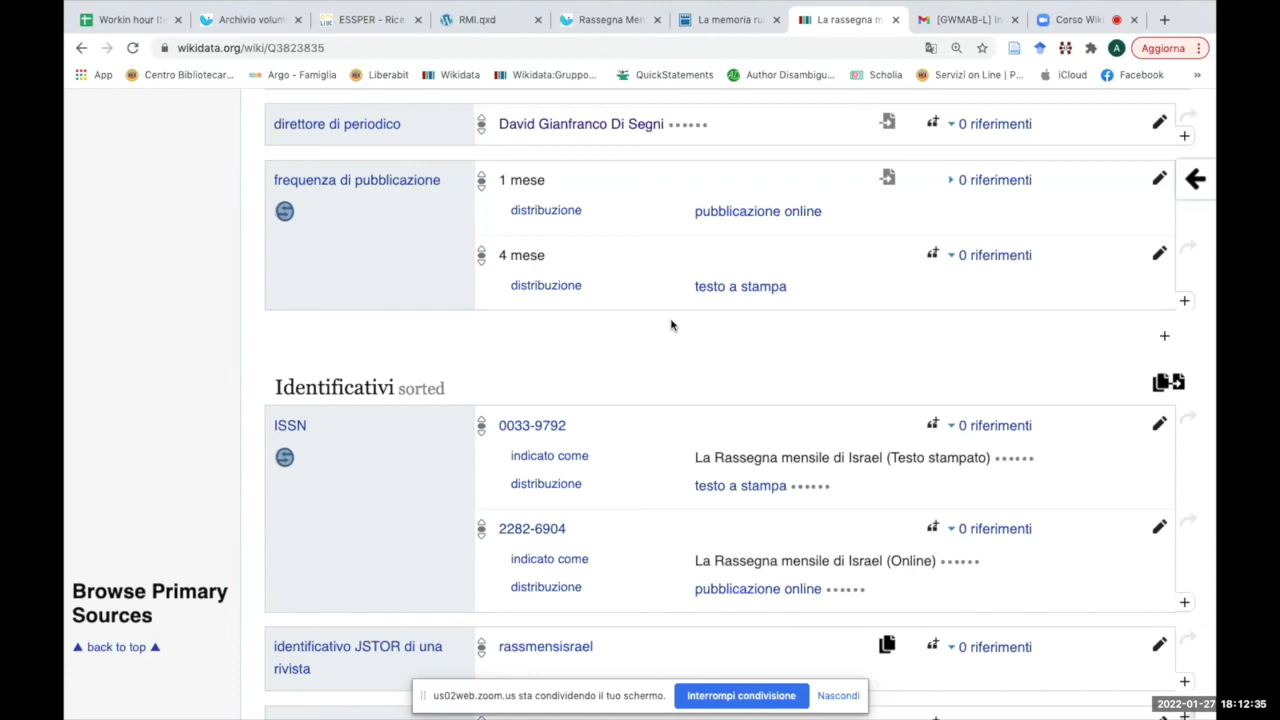 Workin hour Ita
Archivio volum
ESSPER - Rice
RMI.qxd
Rassegna Men
La memoria ru
La rassegna m
[GWMAB-L] In
Corso Wiki
wikidata.org/wiki/Q3823835
Aggiorna
App
Centro Bibliotecar...
Argo - Famiglia
Liberabit
Wikidata
Wikidata:Gruppo...
QuickStatements
Author Disambigu...
Scholia
Servizi on Line | P...
iCloud
Facebook
»
direttore di periodico
David Gianfranco Di Segni
0 riferimenti
frequenza di pubblicazione
1 mese
0 riferimenti
distribuzione
pubblicazione online
4 mese
0 riferimenti
distribuzione
testo a stampa
Identificativi sorted
ISSN
0033-9792
0 riferimenti
indicato come
La Rassegna mensile di Israel (Testo stampato)
distribuzione
testo a stampa
2282-6904
0 riferimenti
indicato come
La Rassegna mensile di Israel (Online)
distribuzione
pubblicazione online
Browse Primary
Sources
▲ back to top ▲
identificativo JSTOR di una
rivista
rassmensisrael
0 riferimenti
us02web.zoom.us sta condividendo il tuo schermo.
Interrompi condivisione
Nascondi
2022-01-27 18:12:35